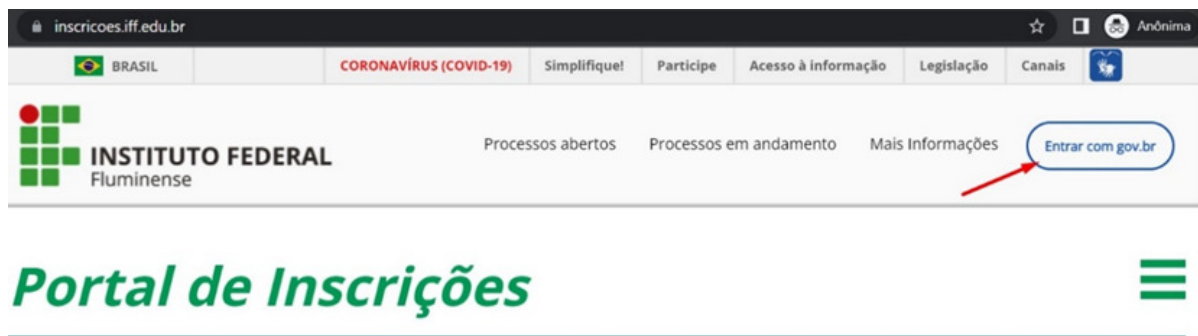 inscricoes.iff.edu.br Anônima
BRASIL CORONAVÍRUS (COVID-19) Simplifique! Participe Acesso à informação Legislação Canais
INSTITUTO FEDERAL
Fluminense
Processos abertos Processos em andamento Mais Informações Entrar com gov.br
Portal de Inscrições